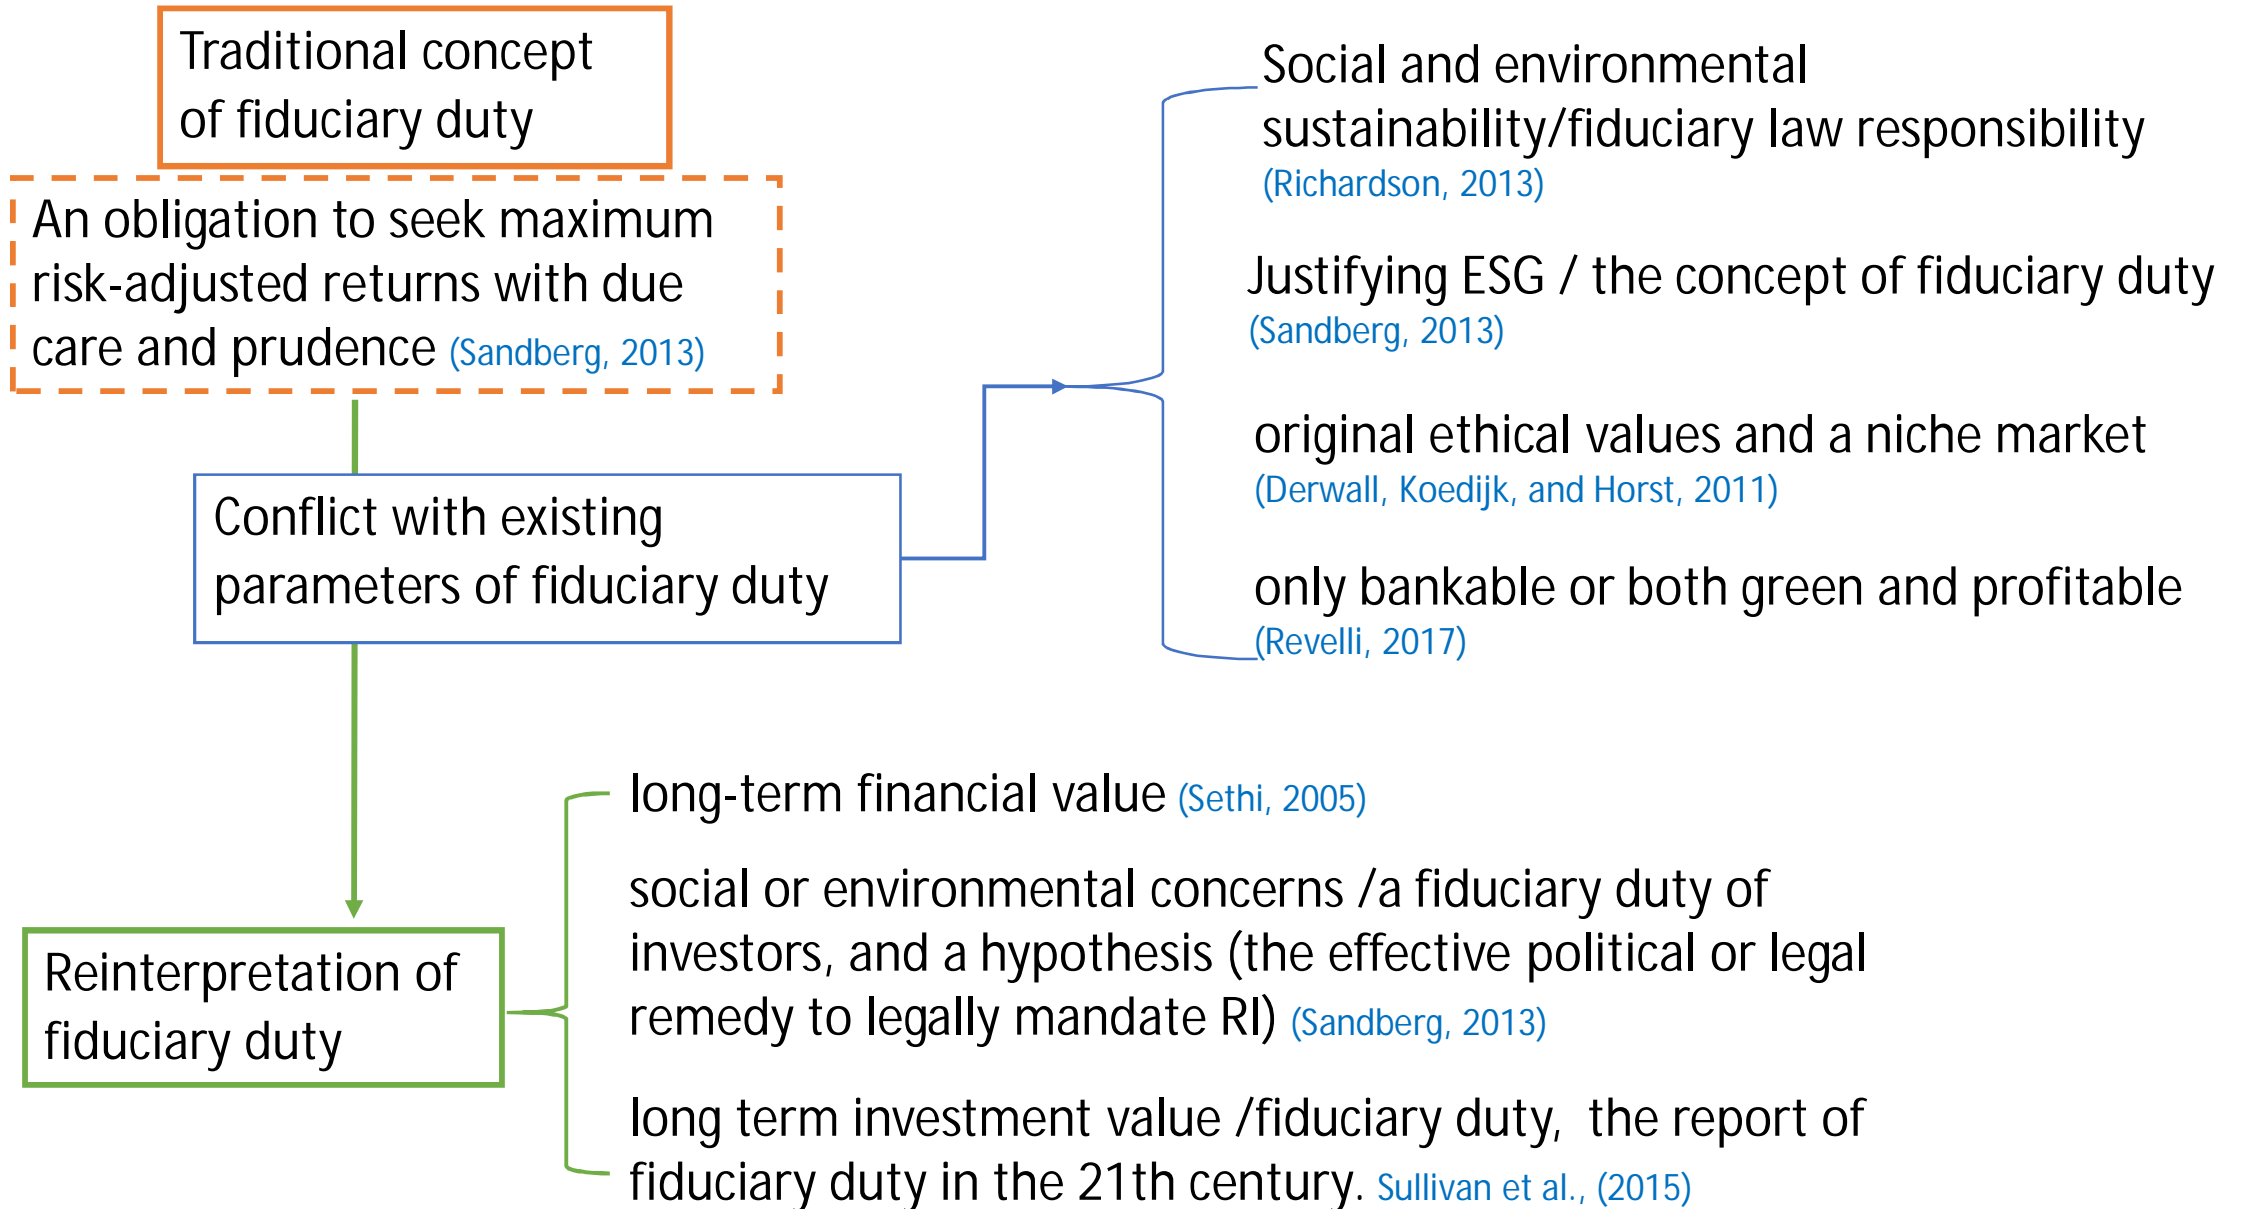 Traditional concept
of fiduciary duty
An obligation to seek maximum
risk-adjusted returns with due
care and prudence (Sandberg, 2013)
Conflict with existing
parameters of fiduciary duty
Social and environmental
sustainability/fiduciary law responsibility
(Richardson, 2013)
Justifying ESG / the concept of fiduciary duty
(Sandberg, 2013)
original ethical values and a niche market
(Derwall, Koedijk, and Horst, 2011)
only bankable or both green and profitable
(Revelli, 2017)
Reinterpretation of
fiduciary duty
long-term financial value (Sethi, 2005)
social or environmental concerns /a fiduciary duty of
investors, and a hypothesis (the effective political or legal
remedy to legally mandate RI) (Sandberg, 2013)
long term investment value /fiduciary duty, the report of
fiduciary duty in the 21th century. Sullivan et al., (2015)